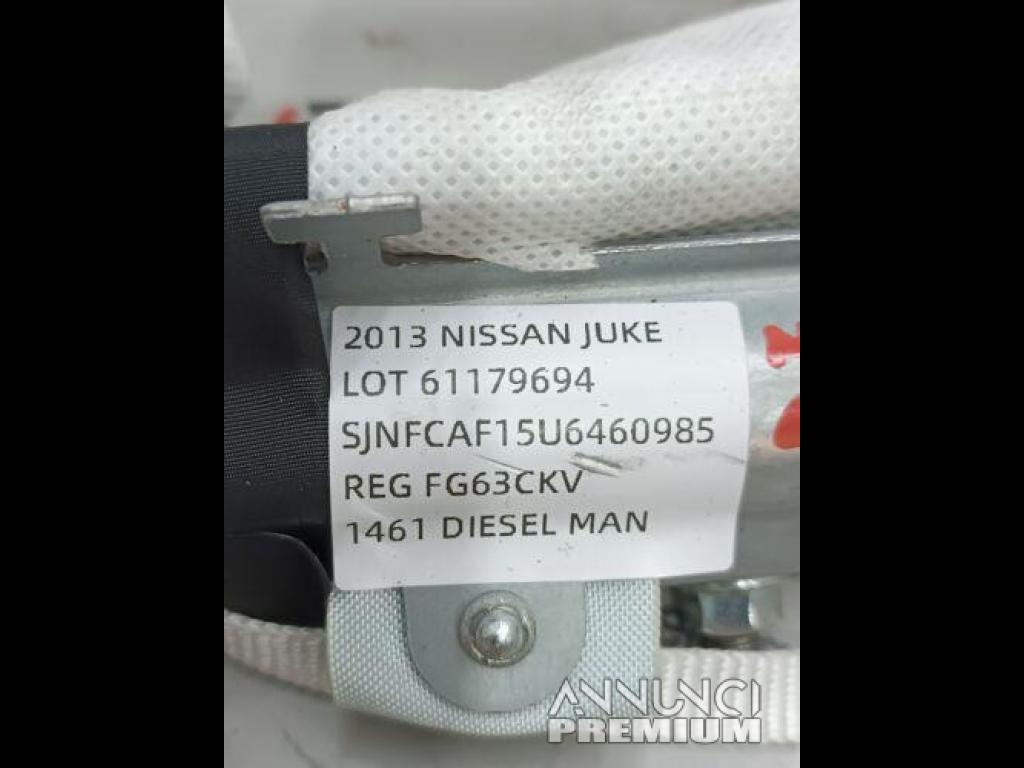 2013 NISSAN JUKE
LOT 61179694
SJNFCAF15U6460985
REG FG63CKV
1461 DIESEL MAN
ANNUNCI
PREMIUM